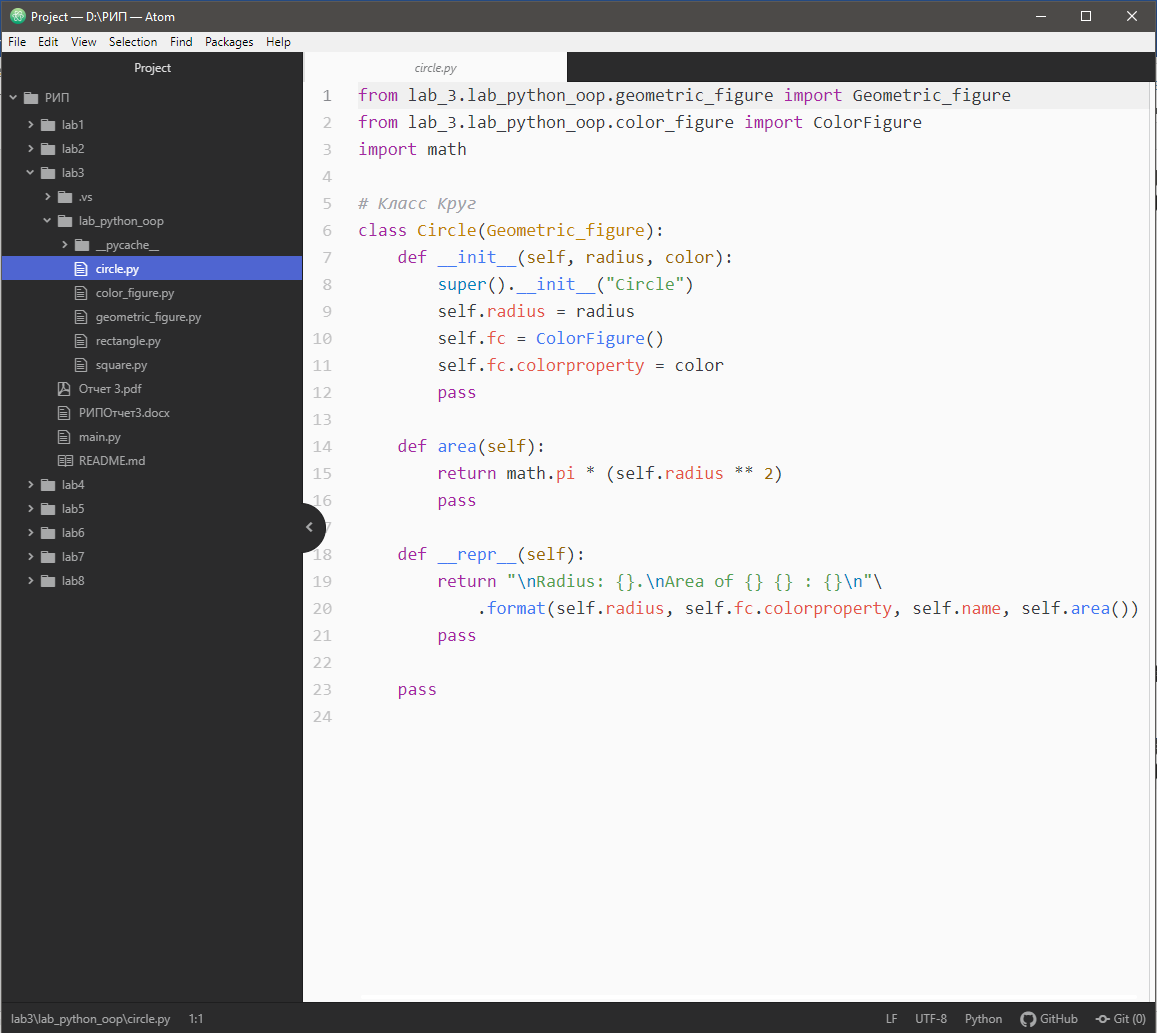 Project — D:\РИП — Atom
File Edit View Selection Find Packages Help
Project
РИП
lab1
lab2
lab3
.vs
lab_python_oop
__pycache__
circle.py
color_figure.py
geometric_figure.py
rectangle.py
square.py
Отчет 3.pdf
РИПОтчет3.docx
main.py
README.md
lab4
lab5
lab6
lab7
lab8
circle.py
1 from lab_3.lab_python_oop.geometric_figure import Geometric_figure
2 from lab_3.lab_python_oop.color_figure import ColorFigure
3 import math
4
5 # Класс Круг
6 class Circle(Geometric_figure):
7     def __init__(self, radius, color):
8         super().__init__("Circle")
9         self.radius = radius
10         self.fc = ColorFigure()
11         self.fc.colorproperty = color
12         pass
13
14     def area(self):
15         return math.pi * (self.radius ** 2)
16         pass
7
18     def __repr__(self):
19         return "\nRadius: {}.\nArea of {} {} : {}\n"\
20             .format(self.radius, self.fc.colorproperty, self.name, self.area())
21         pass
22
23     pass
24
lab3\lab_python_oop\circle.py 1:1 LF UTF-8 Python GitHub Git (0)